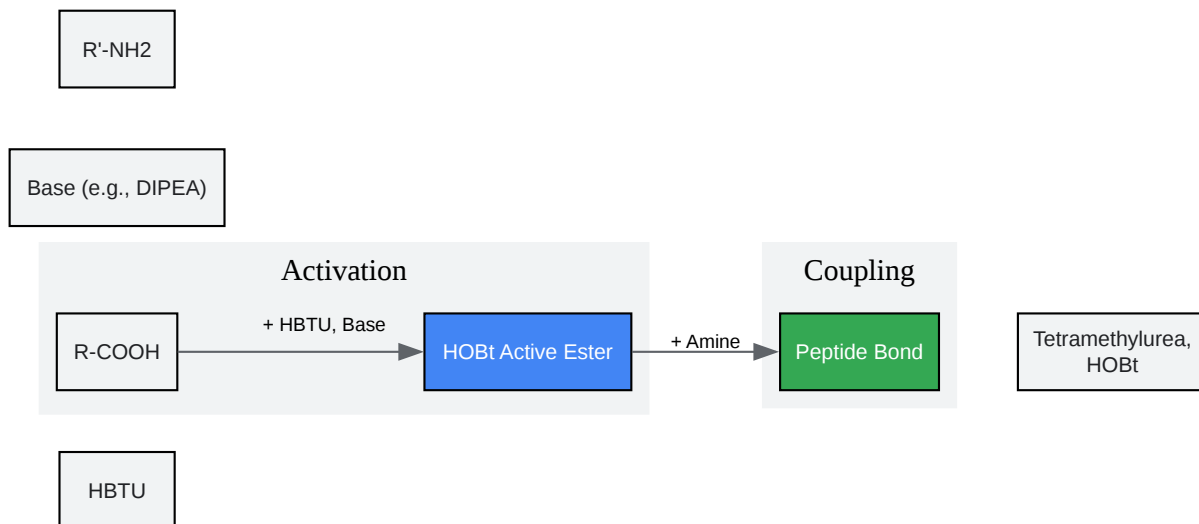 R'-NH2
Base (e.g., DIPEA)
Activation
Coupling
R-COOH
+ HBTU, Base
HOBt Active Ester
+ Amine
Peptide Bond
Tetramethylurea,
HOBt
HBTU